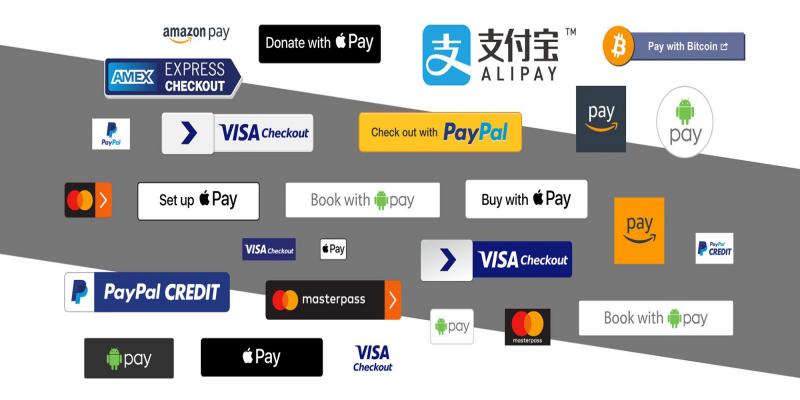 amazon pay
Donate with Pay
支付宝™
ALIPAY
Pay with Bitcoin
AMEX EXPRESS
CHECKOUT
PayPal
VISA Checkout
Check out with PayPal
pay
pay
Set up Pay
Book with pay
Buy with Pay
pay
VISA Checkout
Pay
VISA Checkout
PayPal
CREDIT
PayPal CREDIT
masterpass
pay
masterpass
Book with pay
pay
Pay
VISA
Checkout